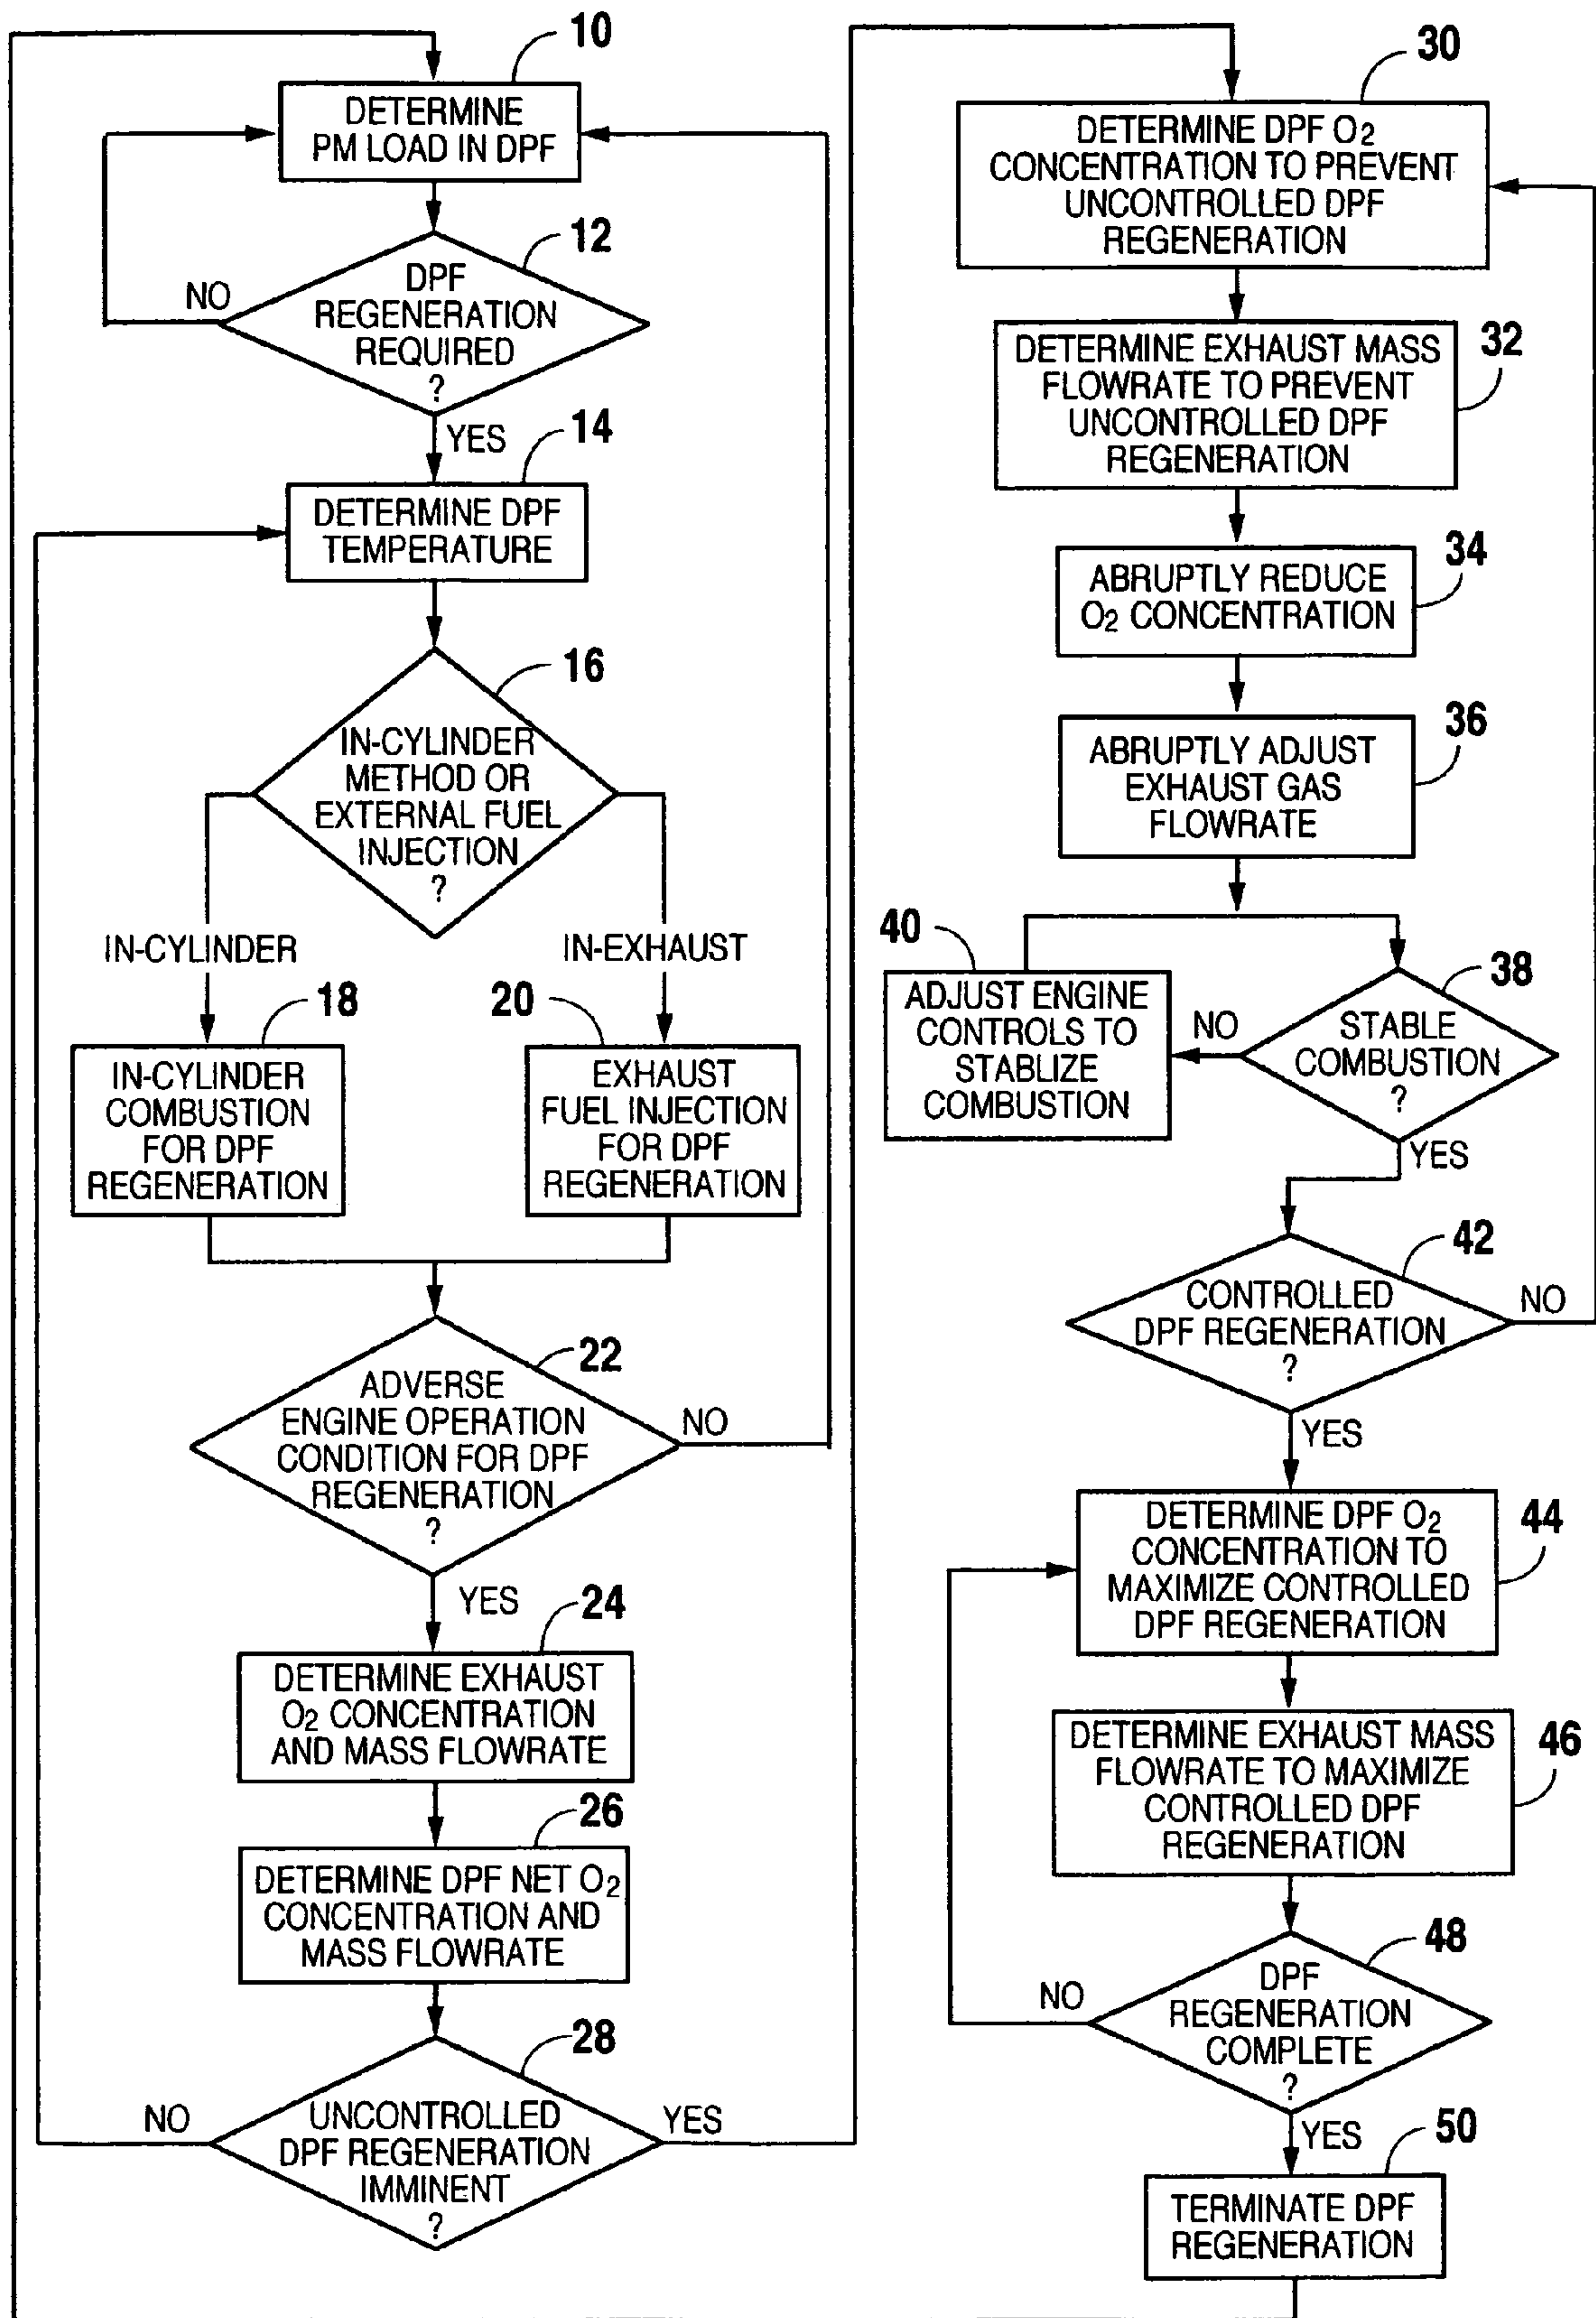 10
DETERMINE
PM LOAD IN DPF
12
DPF
REGENERATION
REQUIRED
?
NO
YES
14
DETERMINE DPF
TEMPERATURE
16
IN-CYLINDER
METHOD OR
EXTERNAL FUEL
INJECTION
?
IN-CYLINDER
IN-EXHAUST
18
IN-CYLINDER
COMBUSTION
FOR DPF
REGENERATION
20
EXHAUST
FUEL INJECTION
FOR DPF
REGENERATION
22
ADVERSE
ENGINE OPERATION
CONDITION FOR DPF
REGENERATION
?
NO
YES
24
DETERMINE EXHAUST
O2 CONCENTRATION
AND MASS FLOWRATE
26
DETERMINE DPF NET O2
CONCENTRATION AND
MASS FLOWRATE
28
UNCONTROLLED
DPF REGENERATION
IMMINENT
?
NO
YES
30
DETERMINE DPF O2
CONCENTRATION TO PREVENT
UNCONTROLLED DPF
REGENERATION
32
DETERMINE EXHAUST MASS
FLOWRATE TO PREVENT
UNCONTROLLED DPF
REGENERATION
34
ABRUPTLY REDUCE
O2 CONCENTRATION
36
ABRUPTLY ADJUST
EXHAUST GAS
FLOWRATE
38
STABLE
COMBUSTION
?
NO
YES
40
ADJUST ENGINE
CONTROLS TO
STABLIZE
COMBUSTION
42
CONTROLLED
DPF REGENERATION
?
NO
YES
44
DETERMINE DPF O2
CONCENTRATION TO
MAXIMIZE CONTROLLED
DPF REGENERATION
46
DETERMINE EXHAUST MASS
FLOWRATE TO MAXIMIZE
CONTROLLED DPF
REGENERATION
48
DPF
REGENERATION
COMPLETE
?
NO
YES
50
TERMINATE DPF
REGENERATION